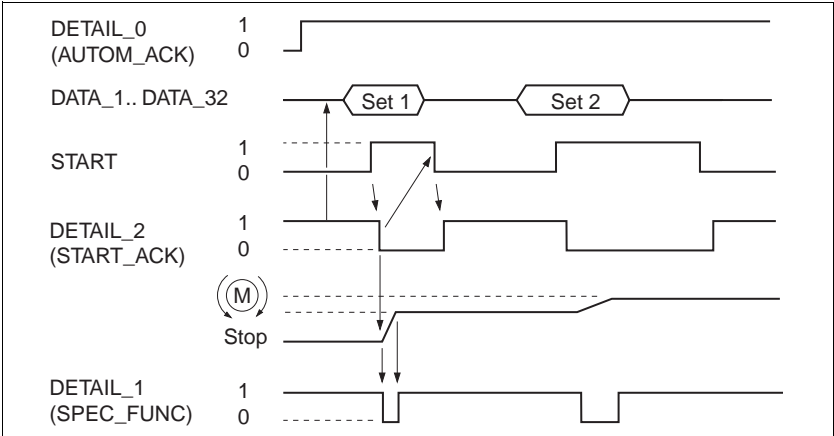 DETAIL_0 1
(AUTOM_ACK) 0
DATA_1.. DATA_32 Set 1 Set 2
START 1
0
DETAIL_2 1
(START_ACK) 0
M
Stop
DETAIL_1 1
(SPEC_FUNC) 0